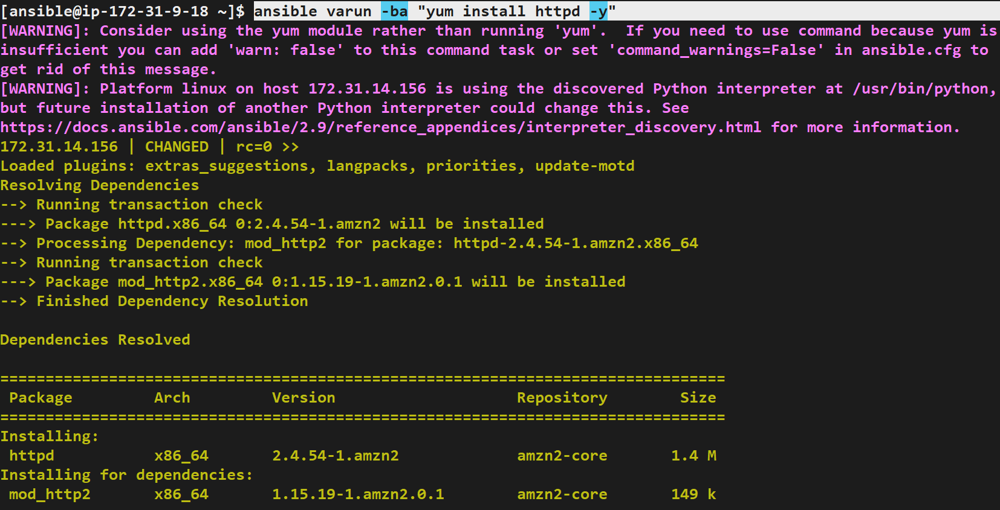 [ansible@ip-172-31-9-18 ~]$ ansible varun -ba "yum install httpd -y"
[WARNING]: Consider using the yum module rather than running 'yum'.  If you need to use command because yum is
insufficient you can add 'warn: false' to this command task or set 'command_warnings=False' in ansible.cfg to
get rid of this message.
[WARNING]: Platform linux on host 172.31.14.156 is using the discovered Python interpreter at /usr/bin/python,
but future installation of another Python interpreter could change this. See
https://docs.ansible.com/ansible/2.9/reference_appendices/interpreter_discovery.html for more information.
172.31.14.156 | CHANGED | rc=0 >>
Loaded plugins: extras_suggestions, langpacks, priorities, update-motd
Resolving Dependencies
--> Running transaction check
---> Package httpd.x86_64 0:2.4.54-1.amzn2 will be installed
--> Processing Dependency: mod_http2 for package: httpd-2.4.54-1.amzn2.x86_64
--> Running transaction check
---> Package mod_http2.x86_64 0:1.15.19-1.amzn2.0.1 will be installed
--> Finished Dependency Resolution
Dependencies Resolved
================================================================================
 Package         Arch         Version                    Repository        Size
================================================================================
Installing:
 httpd           x86_64       2.4.54-1.amzn2             amzn2-core       1.4 M
Installing for dependencies:
 mod_http2       x86_64       1.15.19-1.amzn2.0.1        amzn2-core       149 k